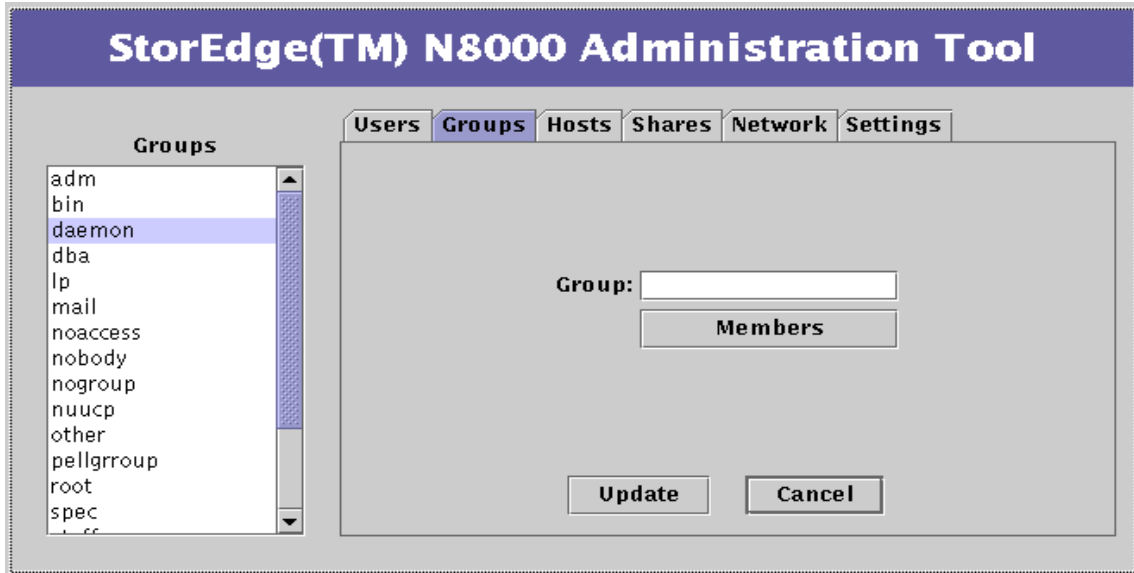 StorEdge(TM) N8000 Administration Tool
Users Groups Hosts Shares Network Settings
Groups
adm
bin
daemon
dba
lp
mail
noaccess
nobody
nogroup
nuucp
other
pellgrroup
root
spec
Group:
Members
Update Cancel